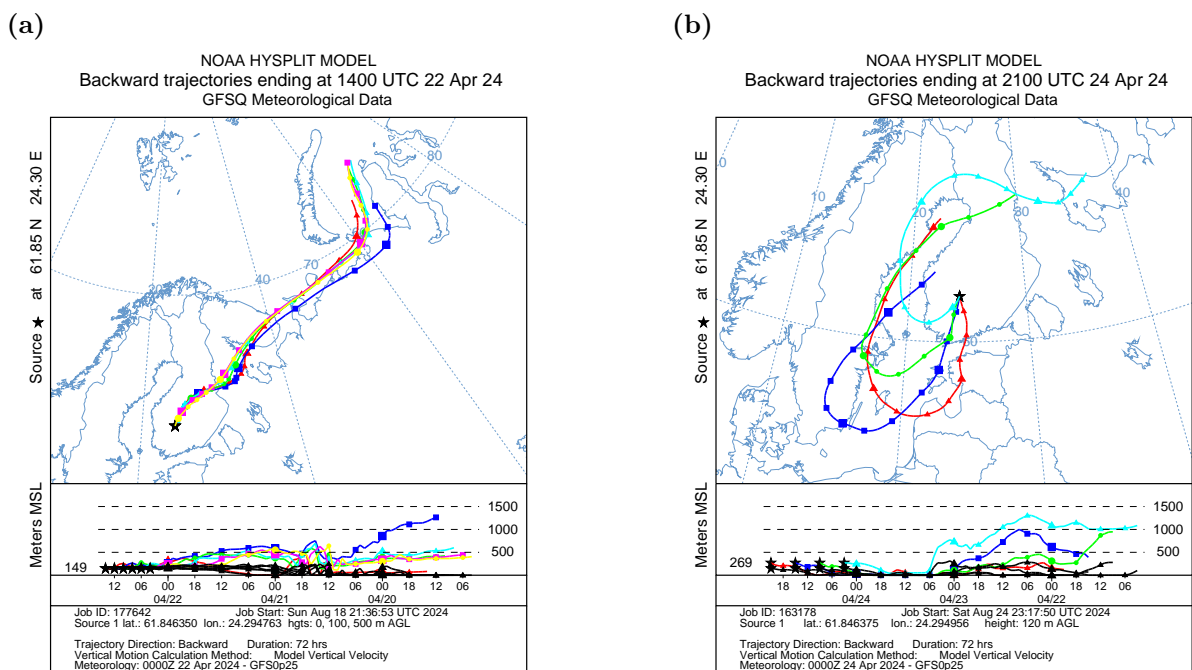 (a)
NOAA HYSPLIT MODEL
Backward trajectories ending at 1400 UTC 22 Apr 24
GFSQ Meteorological Data
Source ★ at 61.85 N 24.30 E
80
70
40
Meters MSL
1500
1000
500
149
12 06 00 18 12 06 00 18 12 06 00 18 12 06
04/22 04/21 04/20
Job ID: 177642 Job Start: Sun Aug 18 21:36:53 UTC 2024
Source 1 lat.: 61.846350 lon.: 24.294763 hgts: 0, 100, 500 m AGL
Trajectory Direction: Backward Duration: 72 hrs
Vertical Motion Calculation Method: Model Vertical Velocity
Meteorology: 0000Z 22 Apr 2024 - GFS0p25
(b)
NOAA HYSPLIT MODEL
Backward trajectories ending at 2100 UTC 24 Apr 24
GFSQ Meteorological Data
Source ★ at 61.85 N 24.30 E
0
10
20
30
40
Meters MSL
1500
1000
500
269
18 12 06 00 18 12 06 00 18 12 06 00 18 12 06
04/24 04/23 04/22
Job ID: 163178 Job Start: Sat Aug 24 23:17:50 UTC 2024
Source 1 lat.: 61.846375 lon.: 24.294956 height: 120 m AGL
Trajectory Direction: Backward Duration: 72 hrs
Vertical Motion Calculation Method: Model Vertical Velocity
Meteorology: 0000Z 24 Apr 2024 - GFS0p25